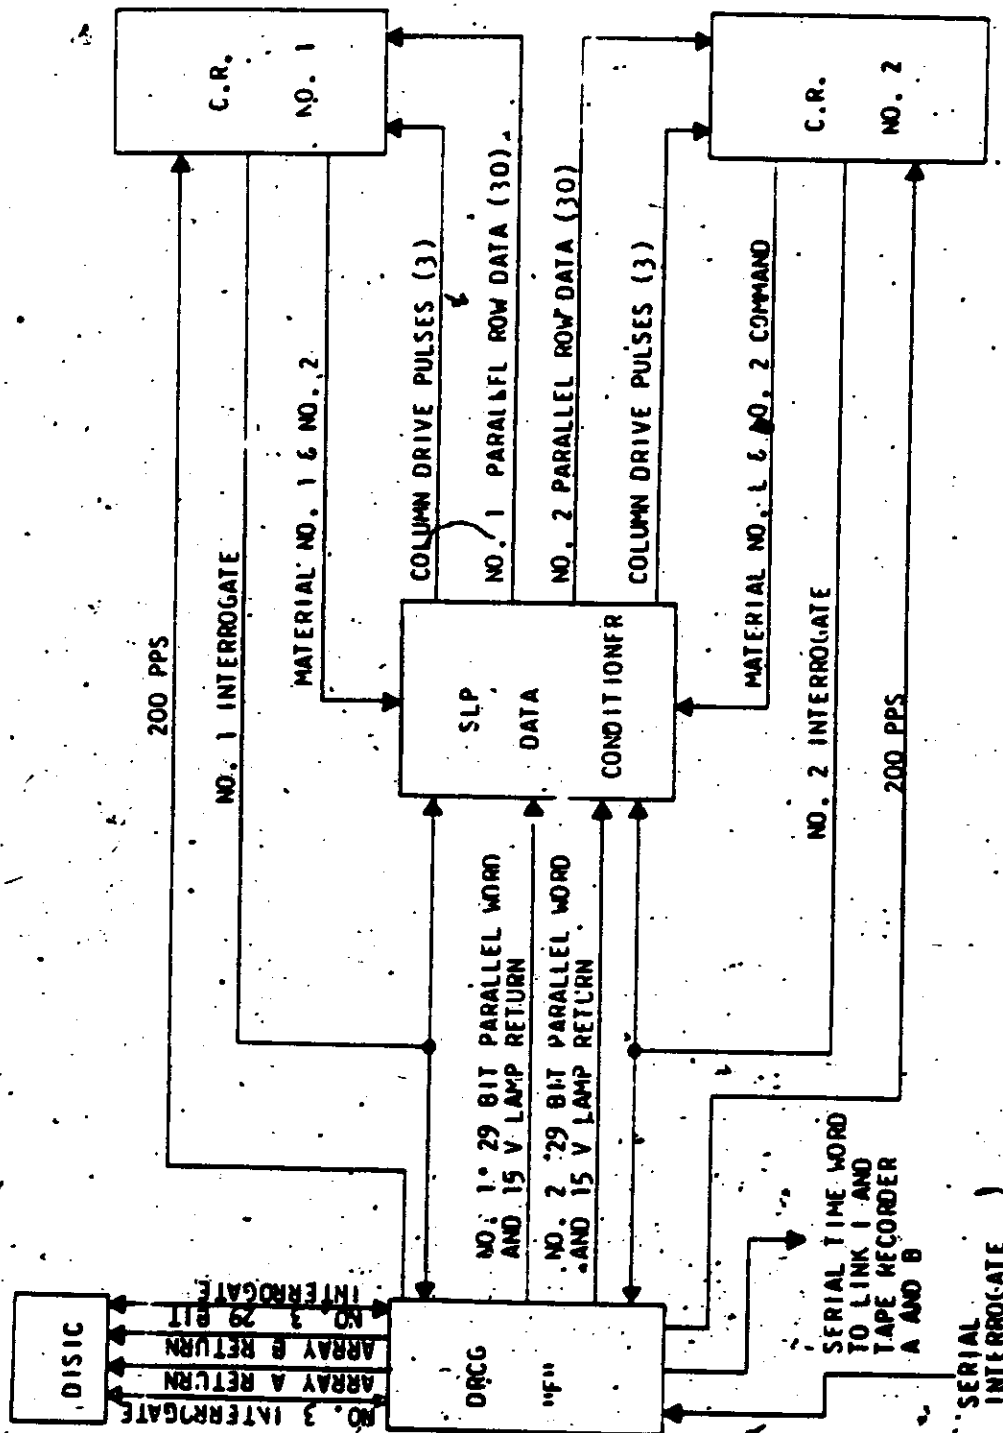 C.R.
NO. 1
C.R.
NO. 2
200 PPS
NO. 1 INTERROGATE
MATERIAL NO. 1 & NO. 2
COLUMN DRIVE PULSES (3)
NO. 1 PARALLEL ROW DATA (30)
NO. 2 PARALLEL ROW DATA (30)
COLUMN DRIVE PULSES (3)
MATERIAL NO. 1 & NO. 2 COMMAND
NO. 2 INTERROGATE
200 PPS
SLP
DATA
CONDITIONER
NO. 1 29 BIT PARALLEL WORD
AND 15 V LAMP RETURN
NO. 2 29 BIT PARALLEL WORD
AND 15 V LAMP RETURN
DISIC
NO. 3 INTERROGATE
ARRAY A RETURN
ARRAY B RETURN
NO 3 29 BIT
INTERROGATE
DRCG
"F"
SERIAL TIME WORD
TO LINK 1 AND
TAPE RECORDER
A AND B
SERIAL
INTERROGATE